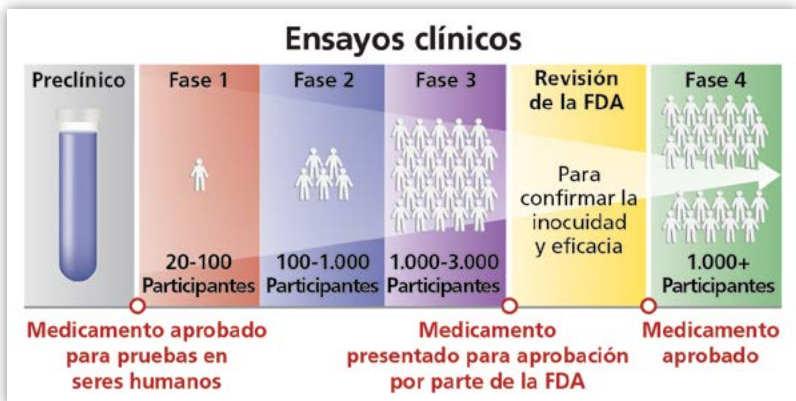 Ensayos clínicos
Preclínico
Fase 1
20-100
Participantes
Fase 2
100-1.000
Participantes
Fase 3
1.000-3.000
Participantes
Revisión
de la FDA
Para
confirmar la
inocuidad
y eficacia
Fase 4
1.000+
Participantes
Medicamento aprobado
para pruebas en
seres humanos
Medicamento
presentado para aprobación
por parte de la FDA
Medicamento
aprobado